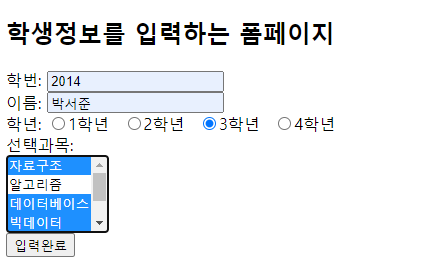 학생정보를 입력하는 폼페이지
학번: 2014
이름: 박서준
학년: 1학년 2학년 3학년 4학년
선택과목:
자료구조
알고리즘
데이터베이스
빅데이터
입력완료